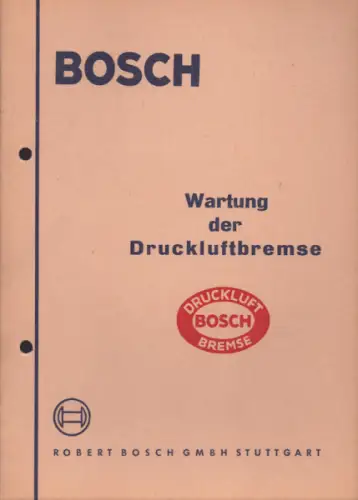 BOSCH
Wartung
der
Druckluftbremse
DRUCKLUFT
BOSCH
BREMSE
ROBERT BOSCH GMBH STUTTGART